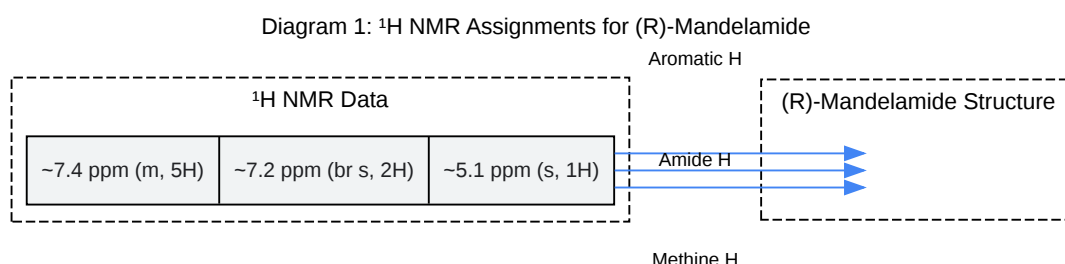 Diagram 1: ¹H NMR Assignments for (R)-Mandelamide
Aromatic H
¹H NMR Data
(R)-Mandelamide Structure
~7.4 ppm (m, 5H)
~7.2 ppm (br s, 2H)
~5.1 ppm (s, 1H)
Amide H
Methine H